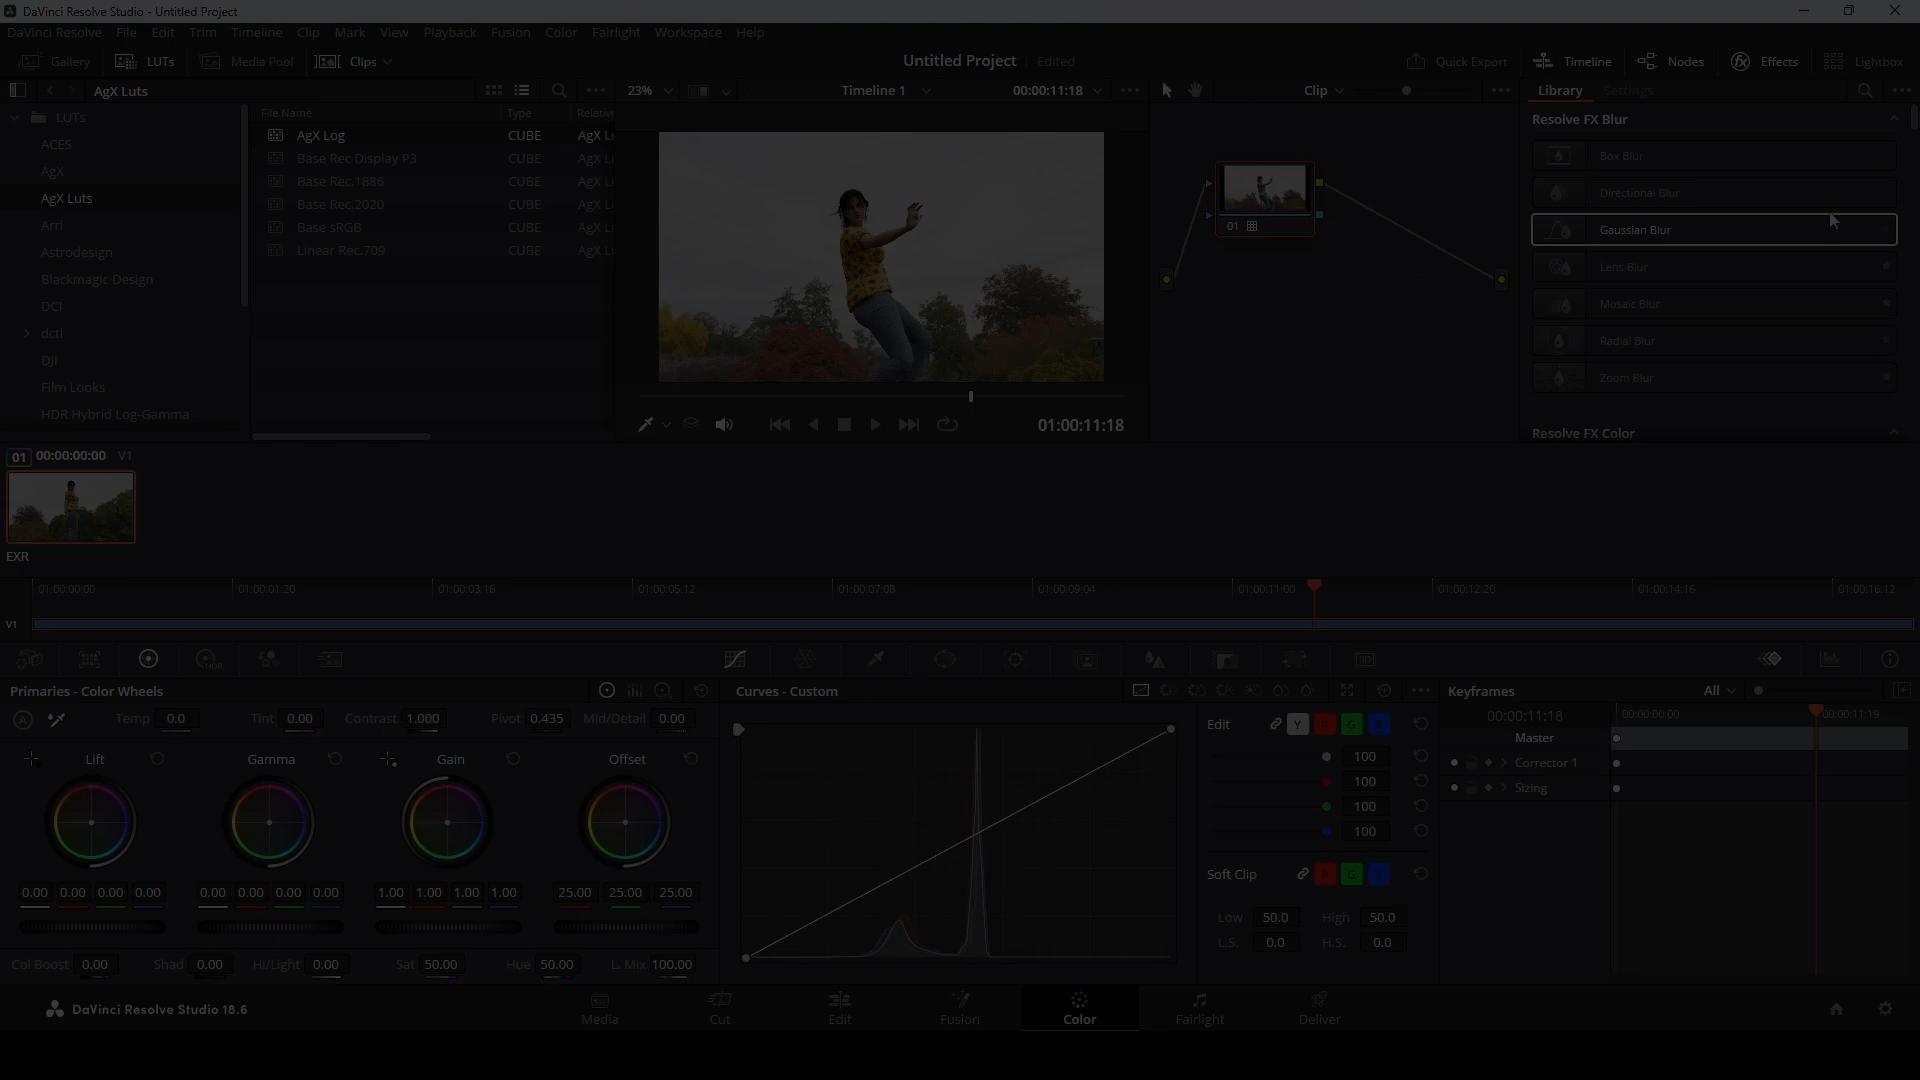 DaVinci Resolve Studio - Untitled Project
DaVinci Resolve File Edit Trim Timeline Clip Mark View Playback Fusion Color Fairlight Workspace Help
Gallery LUTs Media Pool Clips Untitled Project Edited Quick Export Timeline Nodes Effects Lightbox
AgX Luts 23% Timeline 1 00:00:11:18 Clip Library Settings
LUTs
ACES
AgX
AgX Luts
Arri
Astrodesign
Blackmagic Design
DCI
dctl
DJI
Film Looks
HDR Hybrid Log-Gamma
File Name Type Relative
AgX Log CUBE AgX Lu
Base Rec Display P3 CUBE AgX Lu
Base Rec.1886 CUBE AgX Lu
Base Rec.2020 CUBE AgX Lu
Base sRGB CUBE AgX Lu
Linear Rec.709 CUBE AgX Lu
01:00:11:18
01
Resolve FX Blur
Box Blur
Directional Blur
Gaussian Blur
Lens Blur
Mosaic Blur
Radial Blur
Zoom Blur
Resolve FX Color
01 00:00:00:00 V1
EXR
01:00:00:00 01:00:01:20 01:00:03:16 01:00:05:12 01:00:07:08 01:00:09:04 01:00:11:00 01:00:12:20 01:00:14:16 01:00:16:12
V1
HDR 3D
Primaries - Color Wheels
A Temp 0.0 Tint 0.00 Contrast 1.000 Pivot 0.435 Mid/Detail 0.00
Lift Gamma Gain Offset
0.00 0.00 0.00 0.00 0.00 0.00 0.00 0.00 1.00 1.00 1.00 1.00 25.00 25.00 25.00
Col Boost 0.00 Shad 0.00 Hi/Light 0.00 Sat 50.00 Hue 50.00 L. Mix 100.00
Curves - Custom
Edit Y R G B
100
100
100
100
Soft Clip R G B
Low 50.0 High 50.0
L.S. 0.0 H.S. 0.0
Keyframes All
00:00:11:18 00:00:00:00 00:00:11:19
Master
Corrector 1
Sizing
DaVinci Resolve Studio 18.6
Media Cut Edit Fusion Color Fairlight Deliver